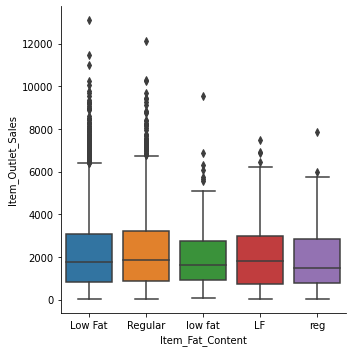 12000
10000
8000
6000
4000
2000
0
Item_Outlet_Sales
Low Fat Regular low fat LF reg
Item_Fat_Content